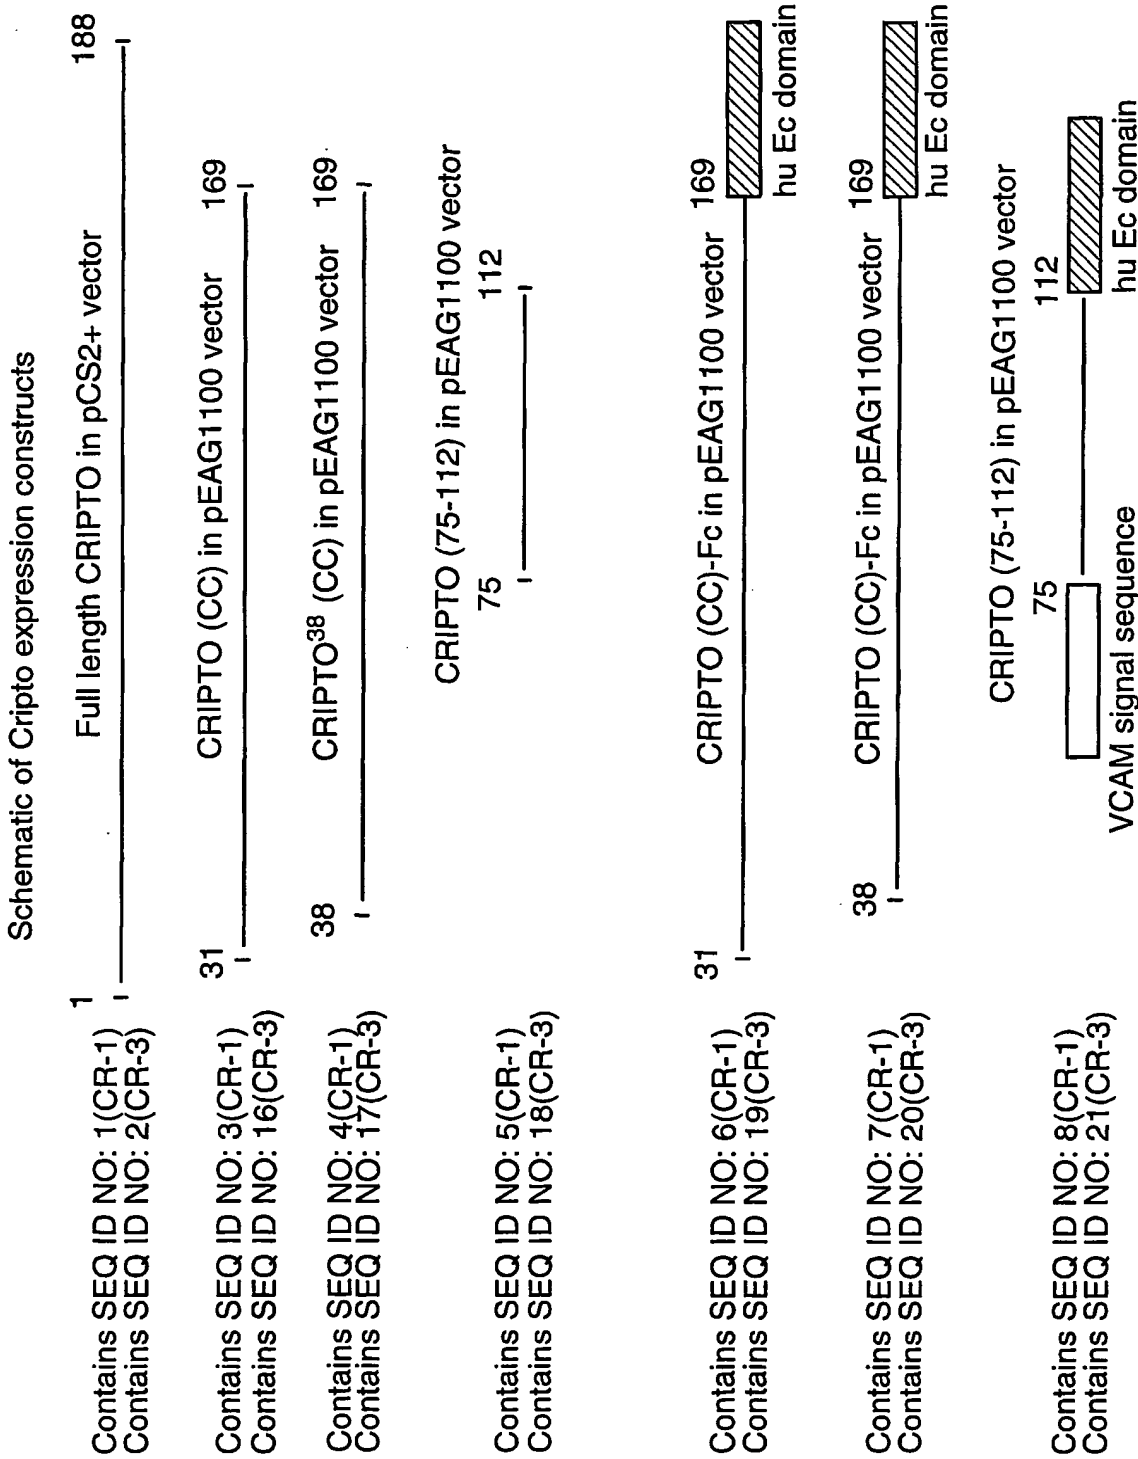 Schematic of Cripto expression constructs
Full length CRIPTO in pCS2+ vector
1
188
Contains SEQ ID NO: 1(CR-1)
Contains SEQ ID NO: 2(CR-3)
CRIPTO (CC) in pEAG1100 vector
31
169
Contains SEQ ID NO: 3(CR-1)
Contains SEQ ID NO: 16(CR-3)
CRIPTO³⁸ (CC) in pEAG1100 vector
38
169
Contains SEQ ID NO: 4(CR-1)
Contains SEQ ID NO: 17(CR-3)
CRIPTO (75-112) in pEAG1100 vector
75
112
Contains SEQ ID NO: 5(CR-1)
Contains SEQ ID NO: 18(CR-3)
CRIPTO (CC)-Fc in pEAG1100 vector
31
169
hu Ec domain
Contains SEQ ID NO: 6(CR-1)
Contains SEQ ID NO: 19(CR-3)
CRIPTO (CC)-Fc in pEAG1100 vector
38
169
hu Ec domain
Contains SEQ ID NO: 7(CR-1)
Contains SEQ ID NO: 20(CR-3)
CRIPTO (75-112) in pEAG1100 vector
75
112
VCAM signal sequence
hu Ec domain
Contains SEQ ID NO: 8(CR-1)
Contains SEQ ID NO: 21(CR-3)